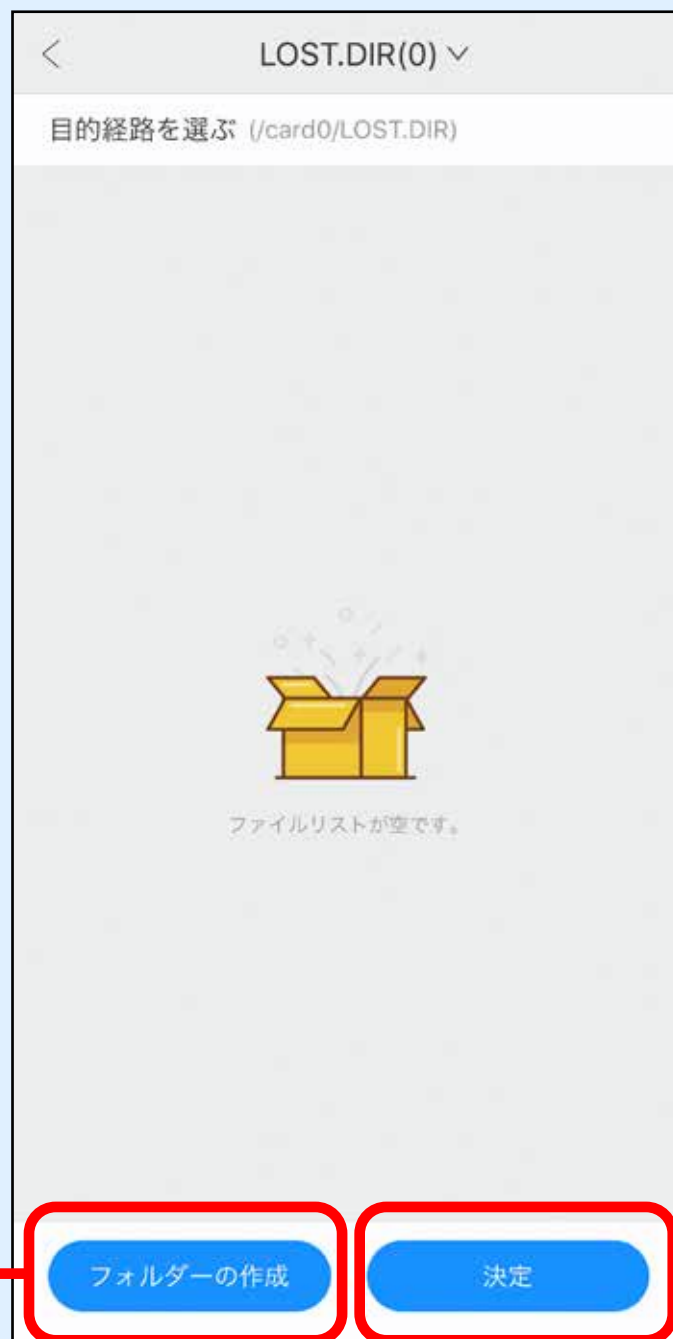 LOST.DIR(0)
目的経路を選ぶ (/card0/LOST.DIR)
ファイルリストが空です。
フォルダーの作成
決定